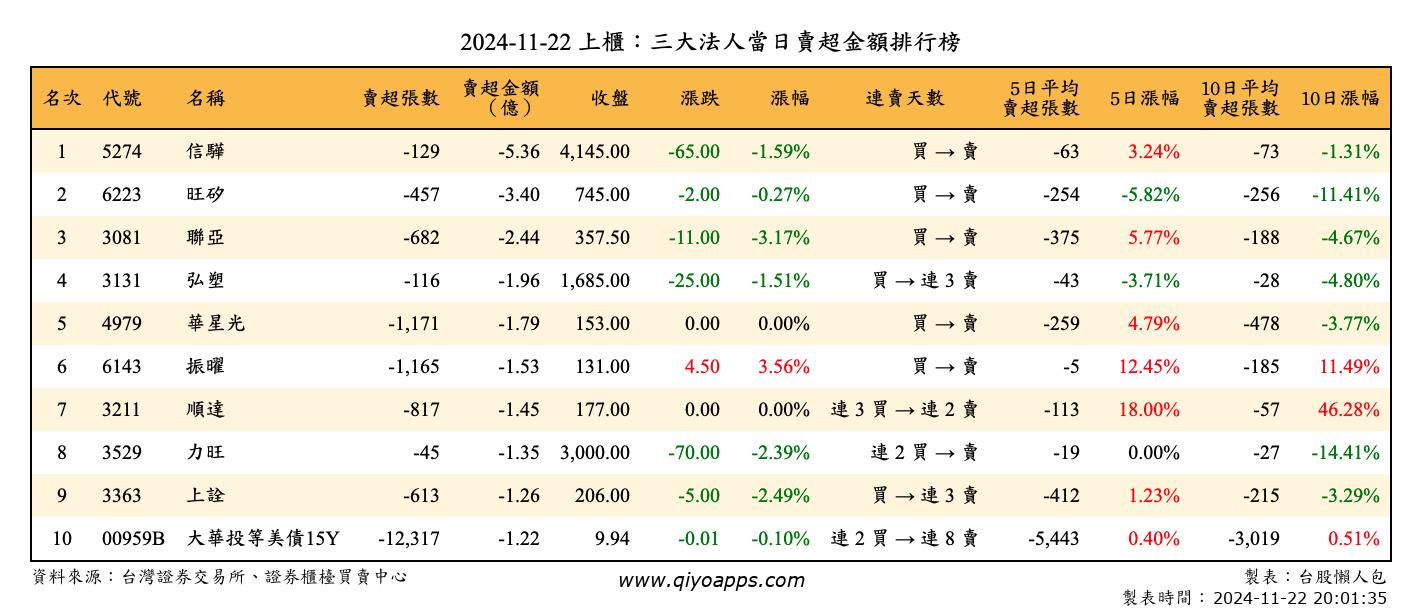 2024-11-22 上櫃：三大法人當日賣超金額排行榜
名次 代號 名稱 賣超張數 賣超金額（億） 收盤 漲跌 漲幅 連賣天數 5日平均賣超張數 5日漲幅 10日平均賣超張數 10日漲幅
1 5274 信驊 -129 -5.36 4,145.00 -65.00 -1.59% 買 → 賣 -63 3.24% -73 -1.31%
2 6223 旺矽 -457 -3.40 745.00 -2.00 -0.27% 買 → 賣 -254 -5.82% -256 -11.41%
3 3081 聯亞 -682 -2.44 357.50 -11.00 -3.17% 買 → 賣 -375 5.77% -188 -4.67%
4 3131 弘塑 -116 -1.96 1,685.00 -25.00 -1.51% 買 → 連 3 賣 -43 -3.71% -28 -4.80%
5 4979 華星光 -1,171 -1.79 153.00 0.00 0.00% 買 → 賣 -259 4.79% -478 -3.77%
6 6143 振曜 -1,165 -1.53 131.00 4.50 3.56% 買 → 賣 -5 12.45% -185 11.49%
7 3211 順達 -817 -1.45 177.00 0.00 0.00% 連 3 買 → 連 2 賣 -113 18.00% -57 46.28%
8 3529 力旺 -45 -1.35 3,000.00 -70.00 -2.39% 連 2 買 → 賣 -19 0.00% -27 -14.41%
9 3363 上詮 -613 -1.26 206.00 -5.00 -2.49% 買 → 連 3 賣 -412 1.23% -215 -3.29%
10 00959B 大華投等美債15Y -12,317 -1.22 9.94 -0.01 -0.10% 連 2 買 → 連 8 賣 -5,443 0.40% -3,019 0.51%
資料來源：台灣證券交易所、證券櫃檯買賣中心 www.qiyoapps.com 製表：台股懶人包
製表時間：2024-11-22 20:01:35